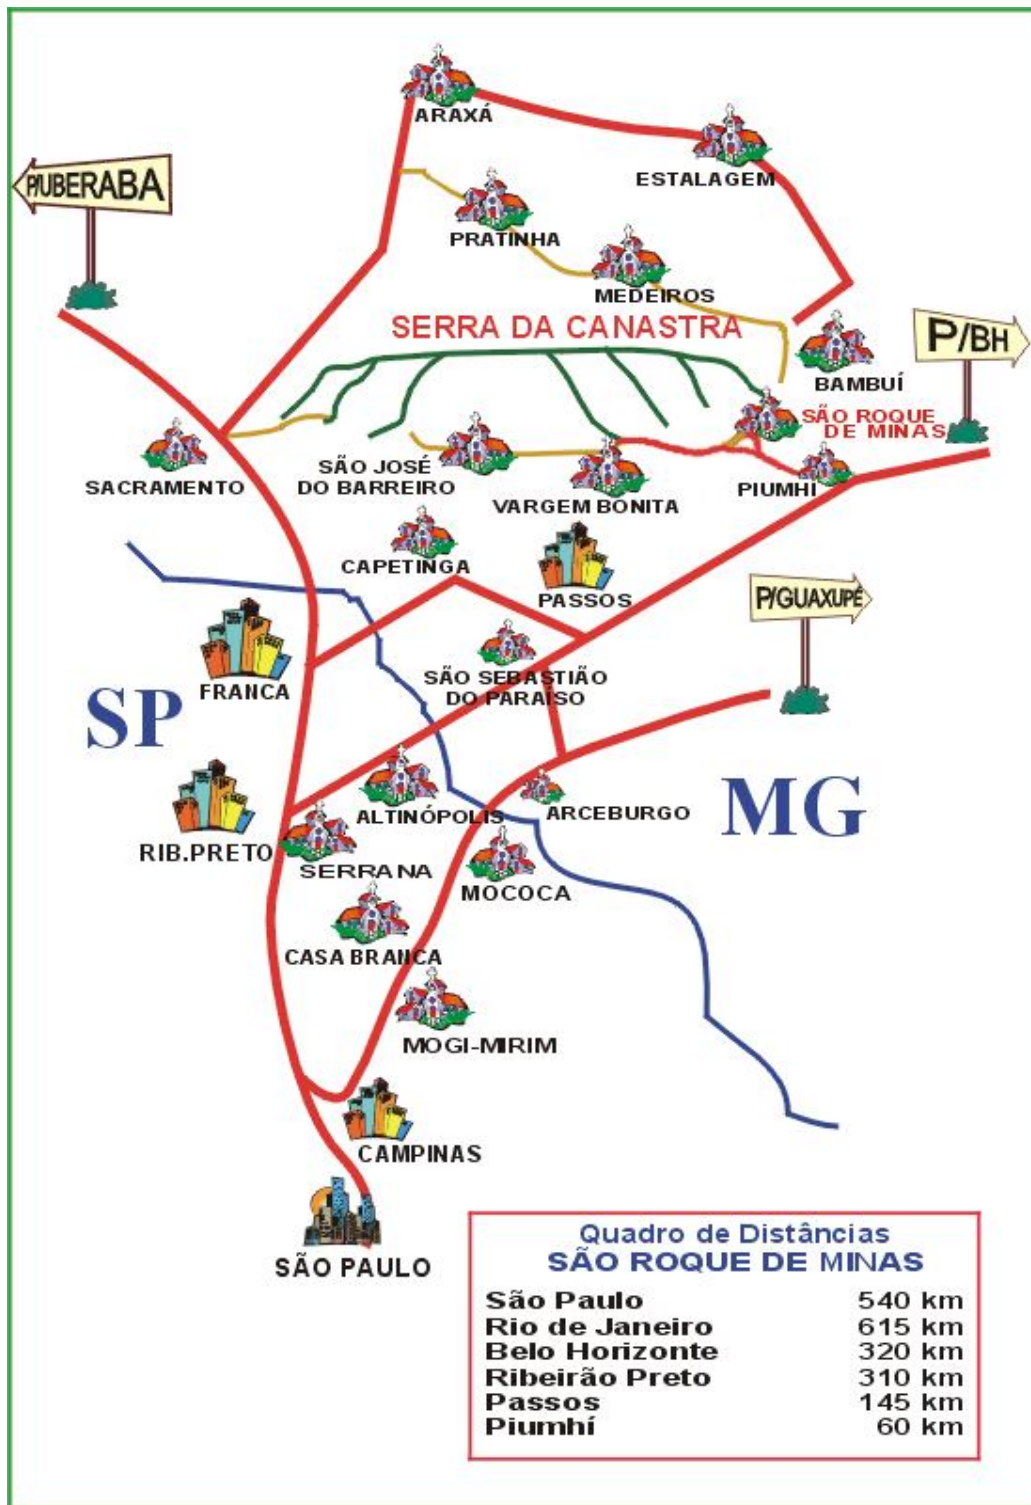 ARAXÁ
ESTALAGEM
P/UBERABA
PRATINHA
MEDEIROS
SERRA DA CANASTRA
P/BH
BAMBUÍ
SÃO ROQUE
DE MINAS
SÃO JOSÉ
DO BARREIRO
SACRAMENTO
PIUMHÍ
VARGEM BONITA
CAPETINGA
PASSOS
P/GUAXUPÉ
SÃO SEBASTIÃO
DO PARAÍSO
FRANCA
SP
MG
ALTINÓPOLIS
ARCEBURGO
RIB.PRETO
SERRANA
MOCOCA
CASA BRANCA
MOGI-MIRIM
CAMPINAS
SÃO PAULO
Quadro de Distâncias
SÃO ROQUE DE MINAS
São Paulo 540 km
Rio de Janeiro 615 km
Belo Horizonte 320 km
Ribeirão Preto 310 km
Passos 145 km
Piumhí 60 km